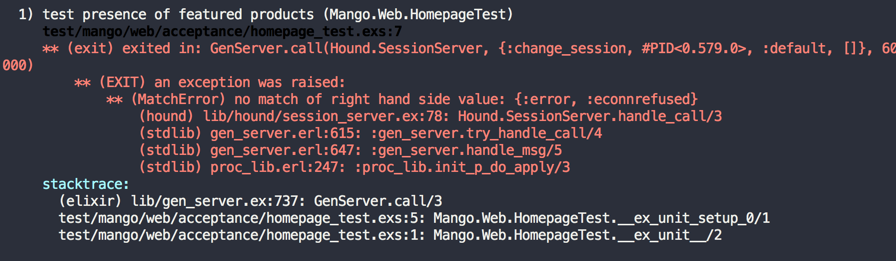 1) test presence of featured products (Mango.Web.HomepageTest)
test/mango/web/acceptance/homepage_test.exs:7
** (exit) exited in: GenServer.call(Hound.SessionServer, {:change_session, #PID<0.579.0>, :default, []}, 60
000)
** (EXIT) an exception was raised:
** (MatchError) no match of right hand side value: {:error, :econnrefused}
(hound) lib/hound/session_server.ex:78: Hound.SessionServer.handle_call/3
(stdlib) gen_server.erl:615: :gen_server.try_handle_call/4
(stdlib) gen_server.erl:647: :gen_server.handle_msg/5
(stdlib) proc_lib.erl:247: :proc_lib.init_p_do_apply/3
stacktrace:
(elixir) lib/gen_server.ex:737: GenServer.call/3
test/mango/web/acceptance/homepage_test.exs:5: Mango.Web.HomepageTest.__ex_unit_setup_0/1
test/mango/web/acceptance/homepage_test.exs:1: Mango.Web.HomepageTest.__ex_unit__/2